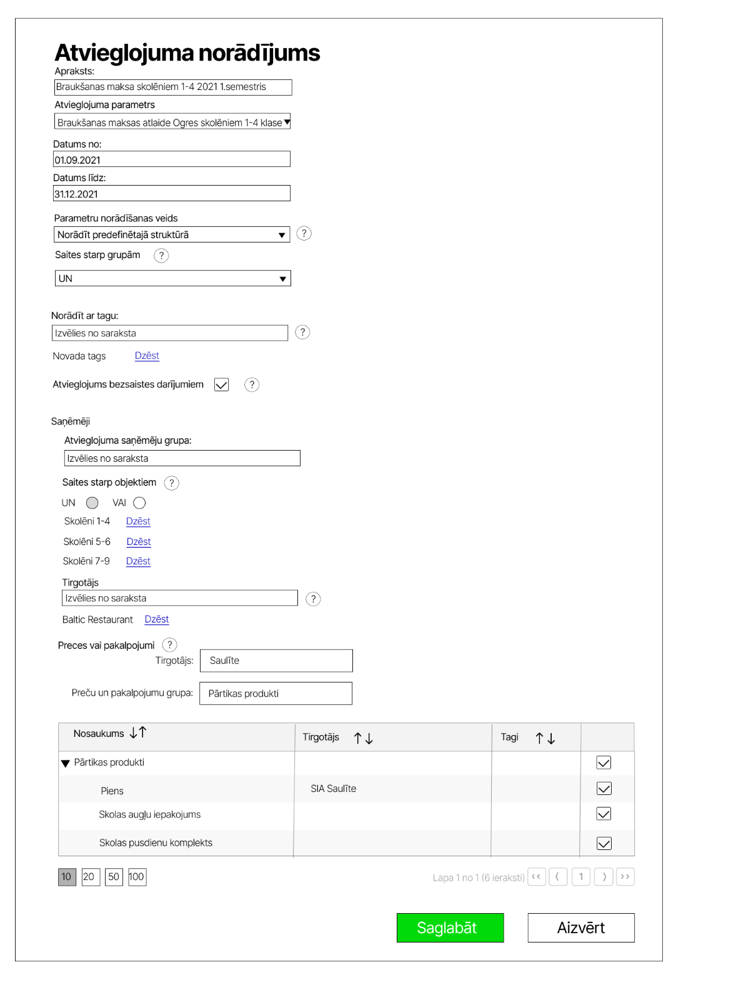 Atvieglojuma norādījums
Apraksts:
Braukšanas maksa skolēniem 1-4 2021 1.semestris
Atvieglojuma parametrs
Braukšanas maksas atlaide Ogres skolēniem 1-4 klase
Datums no:
01.09.2021
Datums līdz:
31.12.2021
Parametru norādīšanas veids
Norādīt predefinētajā struktūrā ?
Saites starp grupām ?
UN
Norādīt ar tagu:
Izvēlies no saraksta ?
Novada tags Dzēst
Atvieglojums bezsaistes darījumiem ?
Saņēmēji
Atvieglojuma saņēmēju grupa:
Izvēlies no saraksta
Saites starp objektiem ?
UN VAI
Skolēni 1-4 Dzēst
Skolēni 5-6 Dzēst
Skolēni 7-9 Dzēst
Tirgotājs
Izvēlies no saraksta ?
Baltic Restaurant Dzēst
Preces vai pakalpojumi ?
Tirgotājs: Saulīte
Preču un pakalpojumu grupa: Pārtikas produkti
Nosaukums ↓↑ Tirgotājs ↑↓ Tagi ↑↓
Pārtikas produkti
Piens SIA Saulīte
Skolas augļu iepakojums
Skolas pusdienu komplekts
10 20 50 100 Lapa 1 no 1 (6 ieraksti) ‹‹ ‹ 1 › ››
Saglabāt Aizvērt